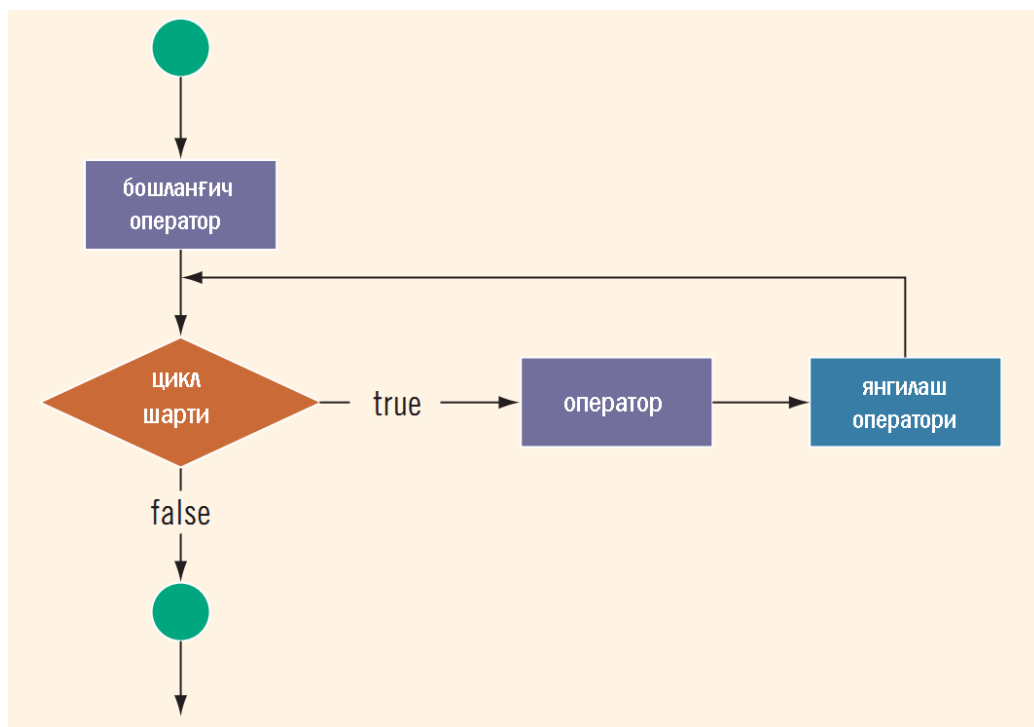 бошланғич
оператор
цикл
шарти
true
оператор
янгилаш
оператори
false